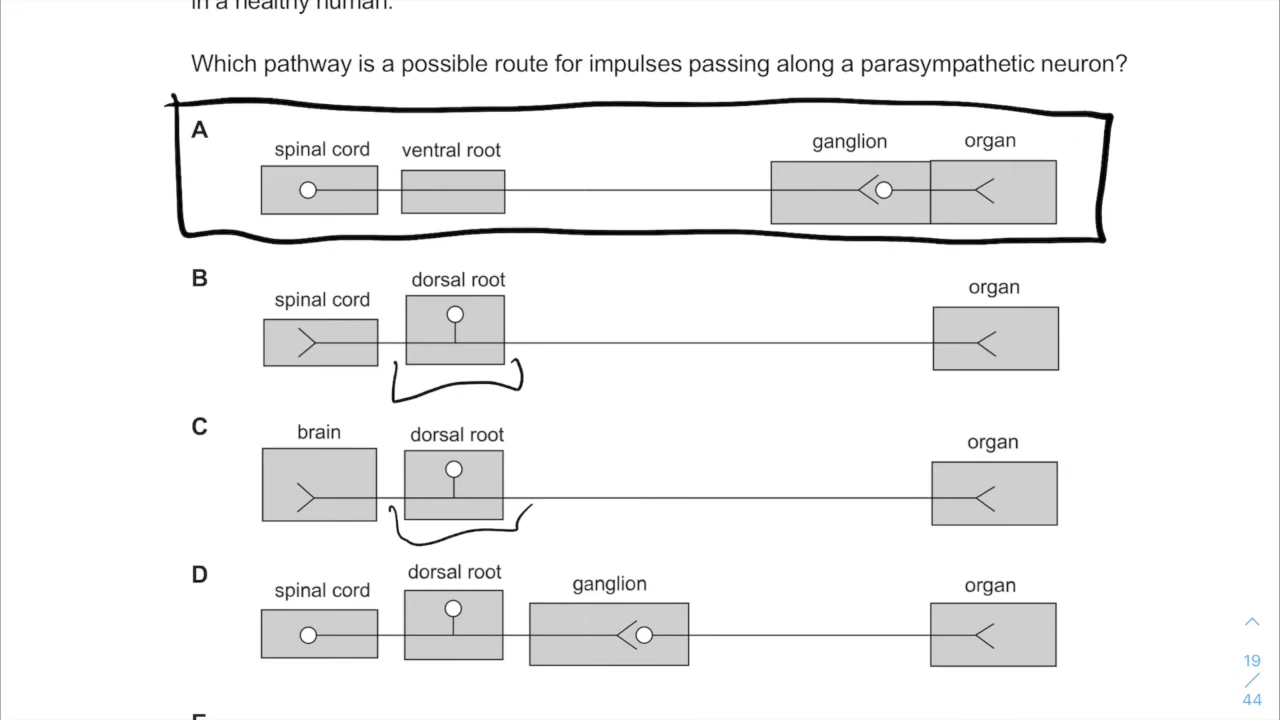 in a healthy human.
Which pathway is a possible route for impulses passing along a parasympathetic neuron?
A
spinal cord
ventral root
ganglion
organ
B
spinal cord
dorsal root
organ
C
brain
dorsal root
organ
D
spinal cord
dorsal root
ganglion
organ
19
/
44